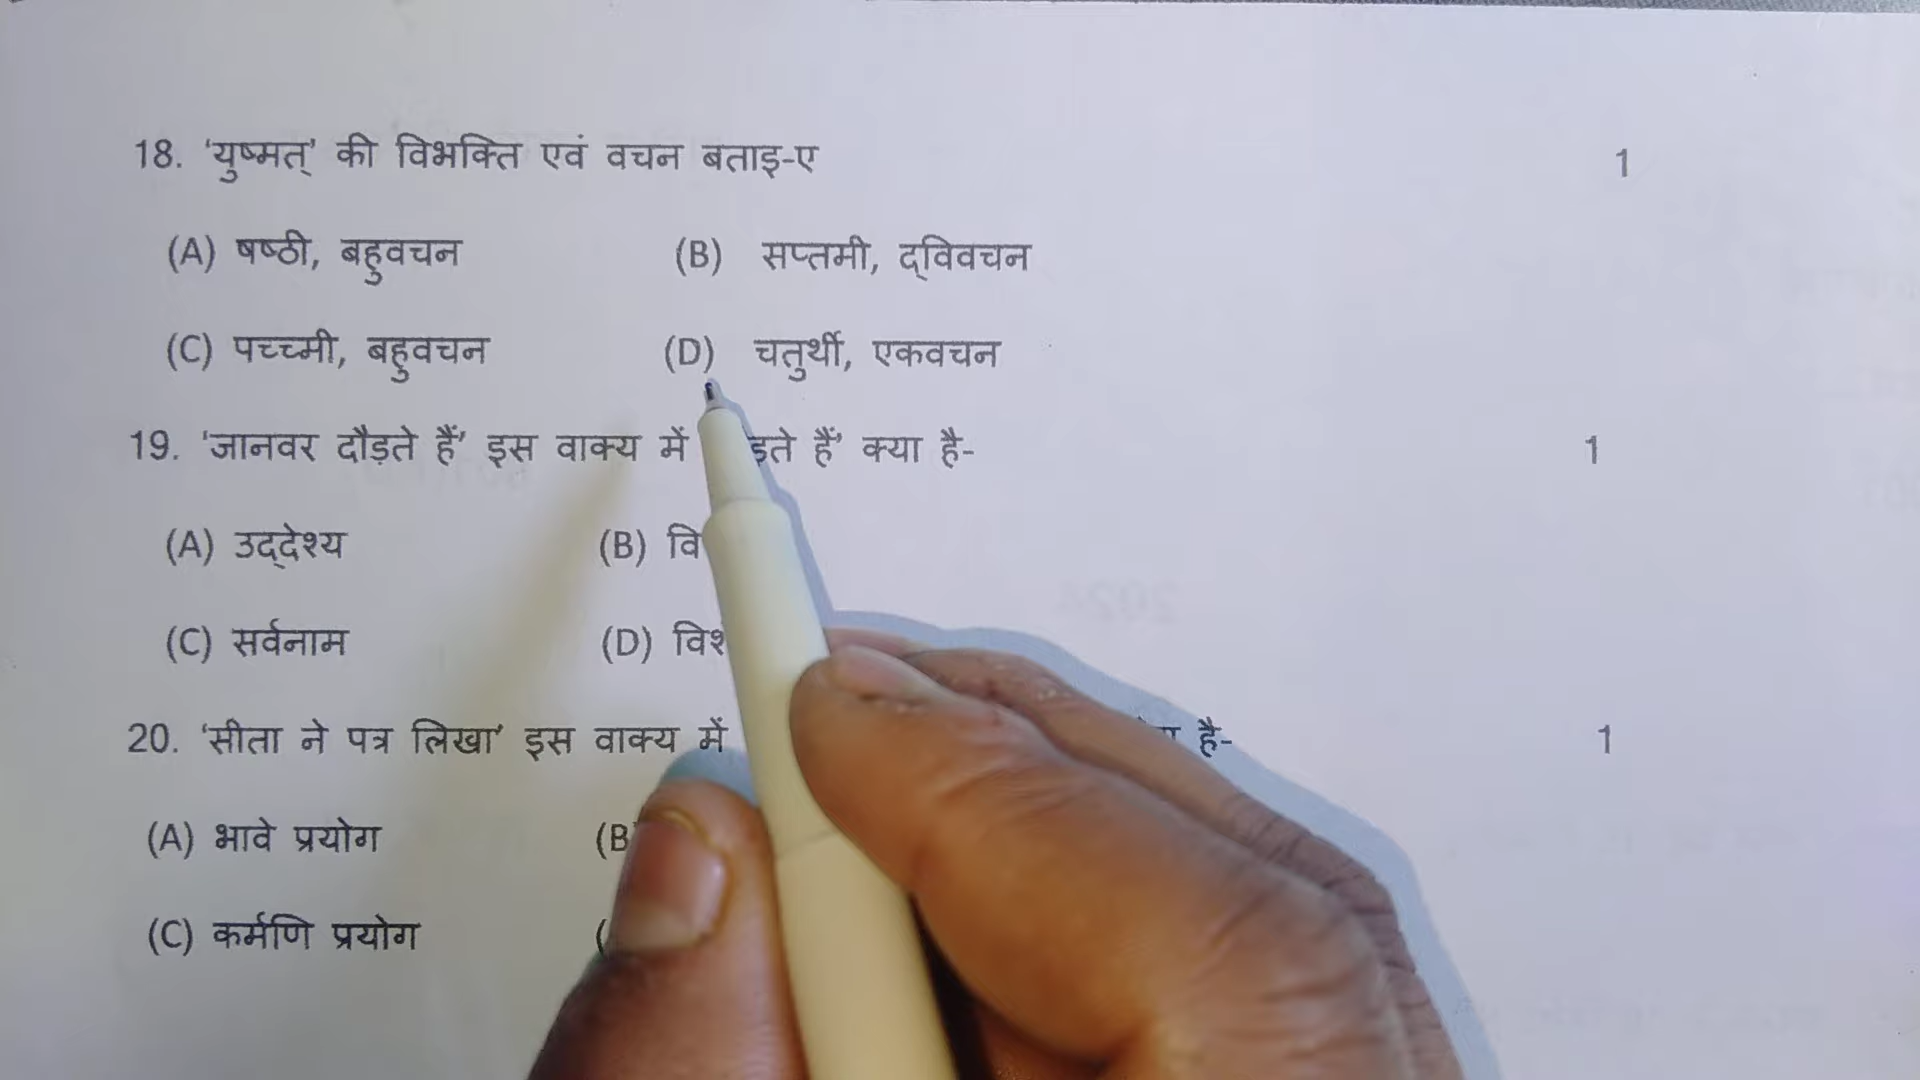 18. ‘युष्मत्’ की विभक्ति एवं वचन बताइ-ए 1
(A) षष्ठी, बहुवचन (B) सप्तमी, द्विवचन
(C) पच्च्मी, बहुवचन (D) चतुर्थी, एकवचन
19. ‘जानवर दौड़ते हैं’ इस वाक्य में हैं’ क्या है- 1
(A) उद्देश्य (B)
(C) सर्वनाम (D)
20. ‘सीता ने पत्र लिखा’ इस वाक्य में है- 1
(A) भावे प्रयोग (B
(C) कर्मणि प्रयोग (